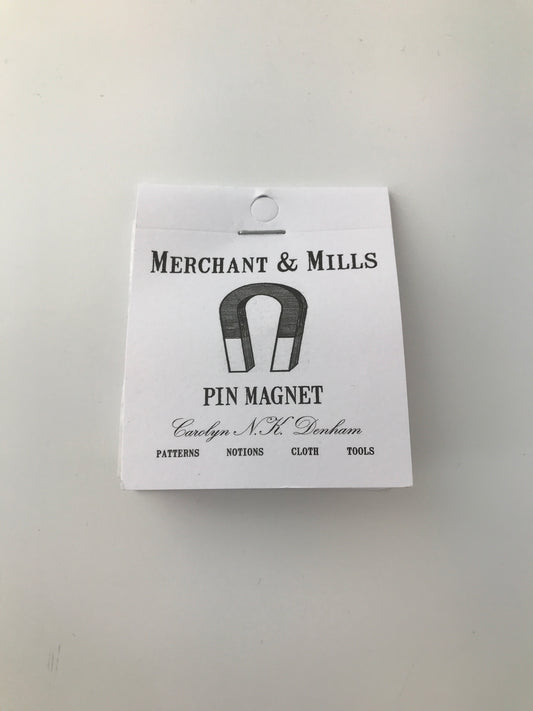 MERCHANT & MILLS
PIN MAGNET
Carolyn N.K. Denham
PATTERNS NOTIONS CLOTH TOOLS